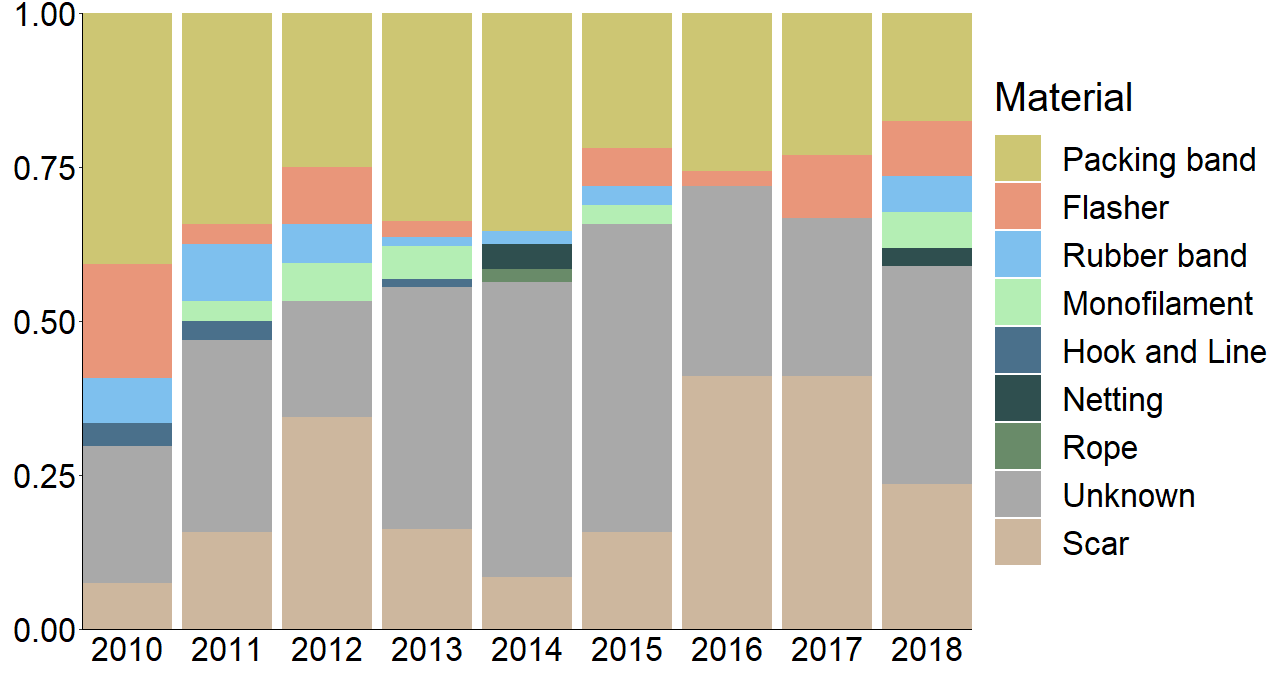 1.00
0.75
0.50
0.25
0.00
2010 2011 2012 2013 2014 2015 2016 2017 2018
Material
Packing band
Flasher
Rubber band
Monofilament
Hook and Line
Netting
Rope
Unknown
Scar